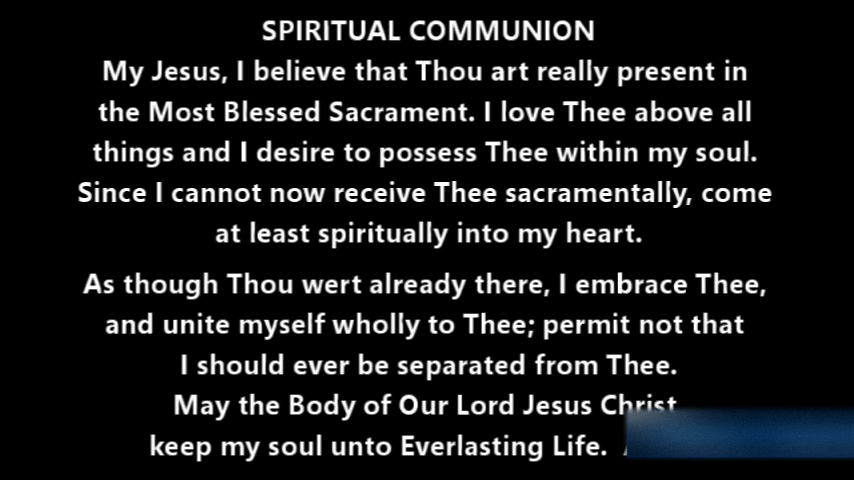 SPIRITUAL COMMUNION
My Jesus, I believe that Thou art really present in
the Most Blessed Sacrament. I love Thee above all
things and I desire to possess Thee within my soul.
Since I cannot now receive Thee sacramentally, come
at least spiritually into my heart.
As though Thou wert already there, I embrace Thee,
and unite myself wholly to Thee; permit not that
I should ever be separated from Thee.
May the Body of Our Lord Jesus Christ
keep my soul unto Everlasting Life.